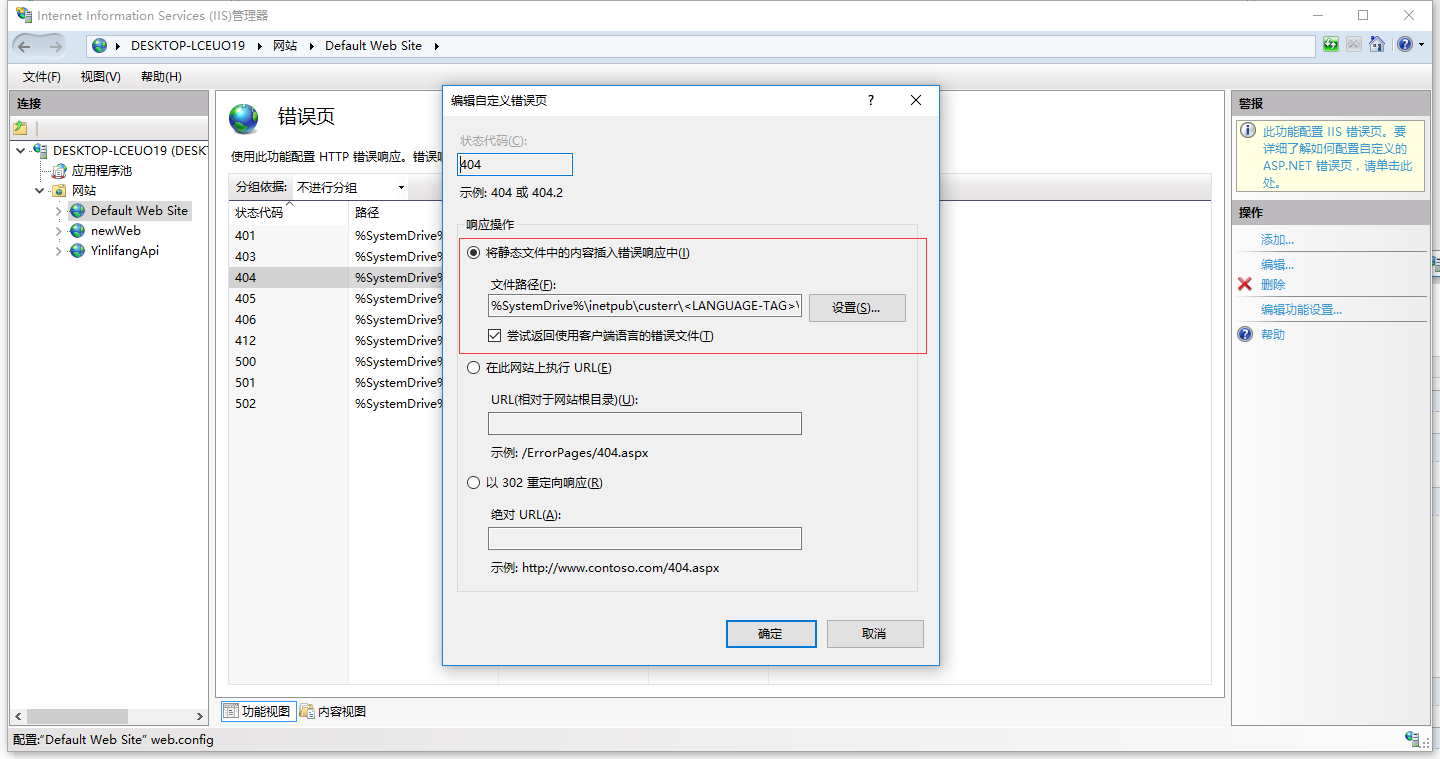 Internet Information Services (IIS)管理器
DESKTOP-LCEUO19 网站 Default Web Site
文件(F) 视图(V) 帮助(H)
连接
DESKTOP-LCEUO19 (DESKT
应用程序池
网站
Default Web Site
newWeb
YinlifangApi
错误页
使用此功能配置 HTTP 错误响应。错误响
分组依据: 不进行分组
状态代码 路径
401 %SystemDrive%
403 %SystemDrive%
404 %SystemDrive%
405 %SystemDrive%
406 %SystemDrive%
412 %SystemDrive%
500 %SystemDrive%
501 %SystemDrive%
502 %SystemDrive%
功能视图 内容视图
编辑自定义错误页
?
状态代码(C):
404
示例: 404 或 404.2
响应操作
将静态文件中的内容插入错误响应中(I)
文件路径(F):
%SystemDrive%\inetpub\custerr\<LANGUAGE-TAG>\
设置(S)...
尝试返回使用客户端语言的错误文件(T)
在此网站上执行 URL(E)
URL(相对于网站根目录)(U):
示例: /ErrorPages/404.aspx
以 302 重定向响应(R)
绝对 URL(A):
示例: http://www.contoso.com/404.aspx
确定 取消
警报
此功能配置 IIS 错误页。要
详细了解如何配置自定义的
ASP.NET 错误页，请单击此
处。
操作
添加...
编辑...
删除
编辑功能设置...
帮助
配置:“Default Web Site” web.config